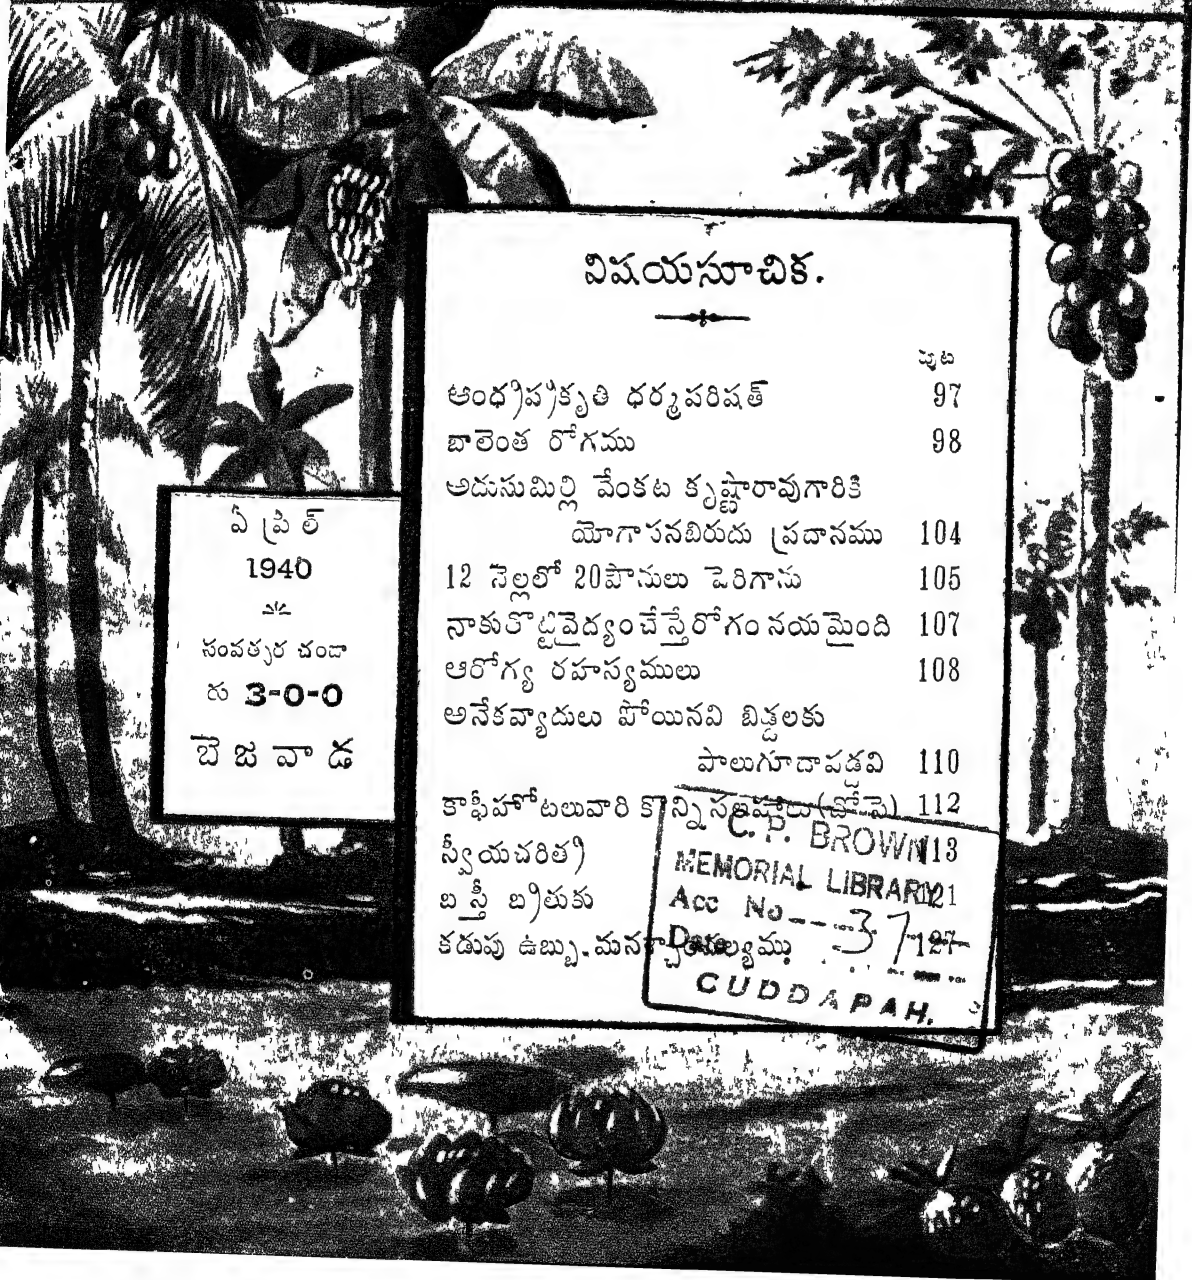 విషయసూచిక.
పుట
ఆంధ్రప్రకృతి ధర్మపరిషత్ 97
బాలెంత రోగము 98
అదుసుమిల్లి వేంకట కృష్ణారావుగారికి
యోగాసనబిరుదు ప్రదానము 104
12 నెల్లలో 20పౌనులు పెరిగాను 105
నాకుతొట్టివైద్యంచేస్తేరోగం నయమైంది 107
ఆరోగ్య రహస్యములు 108
అనేకవ్యాదులు పోయినవి బిడ్డలకు
పాలుగూడాపడ్డవి 110
కాఫీహోటలువారి కొన్ని 112
స్వీయచరిత్ర 113
బస్తీ బ్రతుకు 121
కడుపు ఉబ్బు. 127
ఏప్రిల్
1940
సంవత్సర చందా
రు 3-0-0
బెజవాడ
C. P. BROWN
MEMORIAL LIBRARY
Acc No 37
Date
CUDDAPAH.